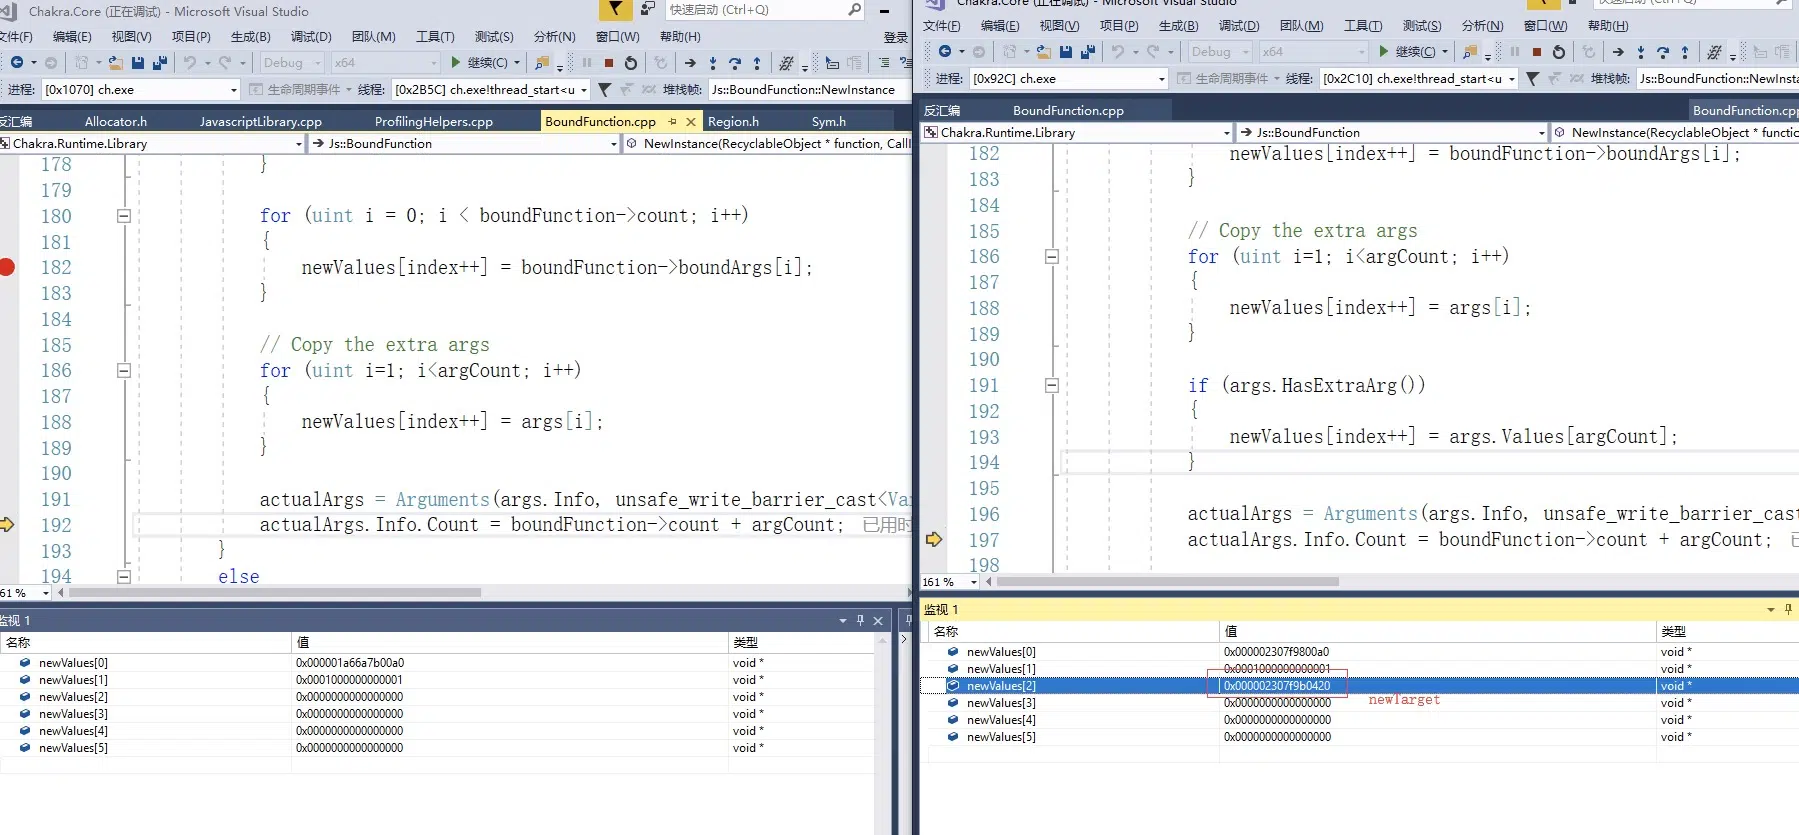 Chakra.Core (正在调试) - Microsoft Visual Studio
快速启动 (Ctrl+Q)
文件(F) 编辑(E) 视图(V) 项目(P) 生成(B) 调试(D) 团队(M) 工具(T) 测试(S) 分析(N) 窗口(W) 帮助(H) 登录
Debug x64 继续(C)
进程: [0x1070] ch.exe 生命周期事件 线程: [0x2B5C] ch.exe!thread_start<u 堆栈帧: Js::BoundFunction::NewInstance
反汇编 Allocator.h JavascriptLibrary.cpp ProfilingHelpers.cpp BoundFunction.cpp Region.h Sym.h
Chakra.Runtime.Library Js::BoundFunction NewInstance(RecyclableObject * function, CallI
178 }
179
180 for (uint i = 0; i < boundFunction->count; i++)
181 {
182 newValues[index++] = boundFunction->boundArgs[i];
183 }
184
185 // Copy the extra args
186 for (uint i=1; i<argCount; i++)
187 {
188 newValues[index++] = args[i];
189 }
190
191 actualArgs = Arguments(args.Info, unsafe_write_barrier_cast<Var
192 actualArgs.Info.Count = boundFunction->count + argCount; 已用时
193 }
194 else
61 %
监视 1
名称 值 类型
newValues[0] 0x000001a66a7b00a0 void *
newValues[1] 0x0001000000000001 void *
newValues[2] 0x0000000000000000 void *
newValues[3] 0x0000000000000000 void *
newValues[4] 0x0000000000000000 void *
newValues[5] 0x0000000000000000 void *
Chakra.Core (正在调试) - Microsoft Visual Studio
快速启动 (Ctrl+Q)
文件(F) 编辑(E) 视图(V) 项目(P) 生成(B) 调试(D) 团队(M) 工具(T) 测试(S) 分析(N) 窗口(W) 帮助(H)
Debug x64 继续(C)
进程: [0x92C] ch.exe 生命周期事件 线程: [0x2C10] ch.exe!thread_start<u 堆栈帧: Js::BoundFunction::NewInsta
反汇编 BoundFunction.cpp BoundFunction.cpp
Chakra.Runtime.Library Js::BoundFunction NewInstance(RecyclableObject * functio
182 newValues[index++] = boundFunction->boundArgs[i];
183 }
184
185 // Copy the extra args
186 for (uint i=1; i<argCount; i++)
187 {
188 newValues[index++] = args[i];
189 }
190
191 if (args.HasExtraArg())
192 {
193 newValues[index++] = args.Values[argCount];
194 }
195
196 actualArgs = Arguments(args.Info, unsafe_write_barrier_cast
197 actualArgs.Info.Count = boundFunction->count + argCount;
198
161 %
监视 1
名称 值 类型
newValues[0] 0x000002307f9800a0 void *
newValues[1] 0x0001000000000001 void *
newValues[2] 0x000002307f9b0420 void *
newTarget
newValues[3] 0x0000000000000000 void *
newValues[4] 0x0000000000000000 void *
newValues[5] 0x0000000000000000 void *